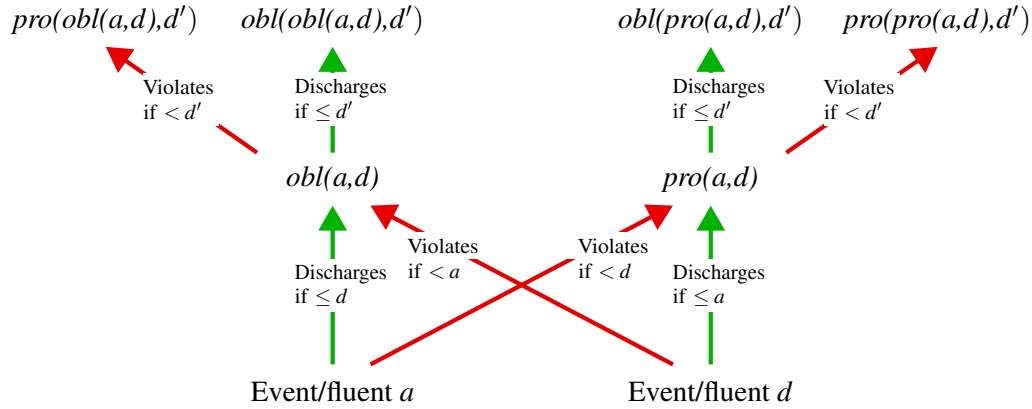 pro(obl(a,d),d′) obl(obl(a,d),d′) obl(pro(a,d),d′) pro(pro(a,d),d′)
Violates
if < d′
Discharges
if ≤ d′
Discharges
if ≤ d′
Violates
if < d′
obl(a,d) pro(a,d)
Discharges
if ≤ d
Violates
if < a
Violates
if < d
Discharges
if ≤ a
Event/fluent a Event/fluent d